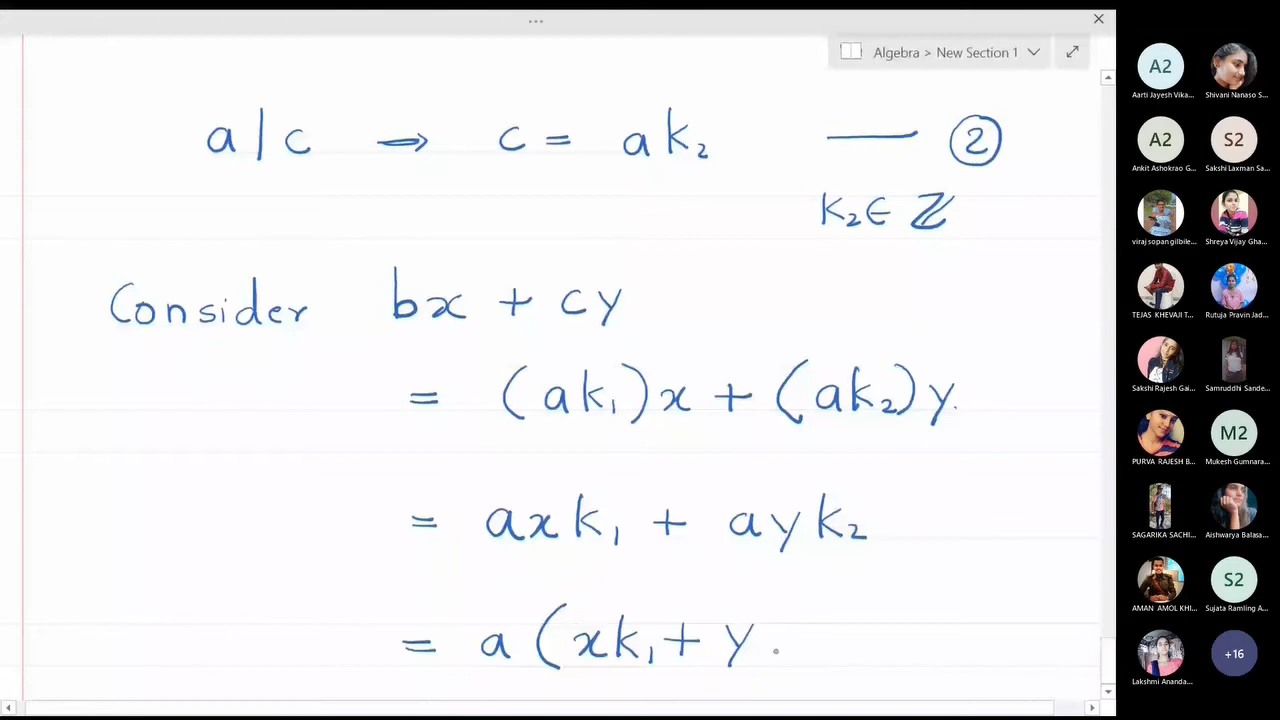 Algebra > New Section 1
a | c → c = ak₂ — ②
k₂ ∈ ℤ
Consider bx + cy
= (ak₁)x + (ak₂)y.
= axk₁ + ayk₂
= a (xk₁ + y
A2
Aarti Jayesh Vika...
Shivani Nanaso S...
A2
Ankit Ashokrao G...
S2
Sakshi Laxman Sa...
viraj sopan gilbile...
Shreya Vijay Gha...
TEJAS KHEVAJI T...
Rutuja Pravin Jad...
Sakshi Rajesh Gai...
Samruddhi Sande...
PURVA RAJESH B...
M2
Mukesh Gumnara...
SAGARIKA SACHI...
Aishwarya Balasa...
AMAN AMOL KHI...
S2
Sujata Ramling A...
Lakshmi Ananda...
+16